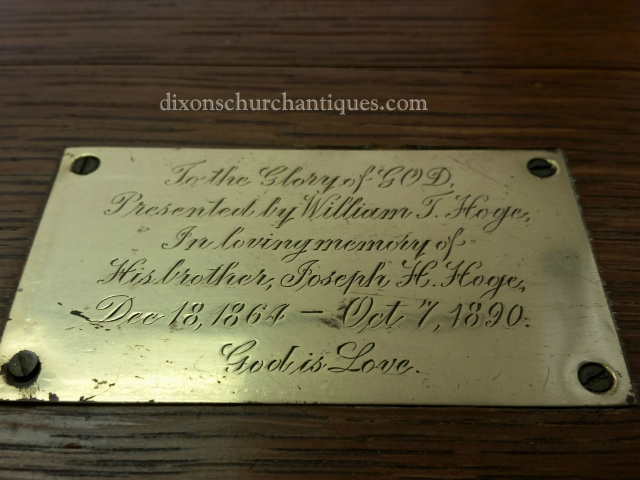 dixonschurchantiques.com
To the Glory of GOD,
Presented by William T. Hoge,
In loving memory of
His brother, Joseph H. Hoge,
Dec 18, 1864 – Oct 7, 1890.
God is Love.